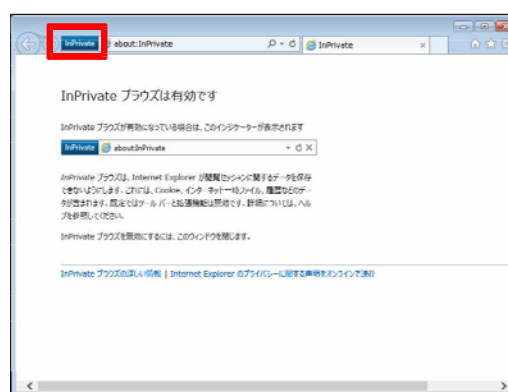 InPrivate about:InPrivate InPrivate
InPrivate ブラウズは有効です
InPrivate ブラウズが有効になっている場合は、このインジケーターが表示されます
InPrivate about:InPrivate
InPrivate ブラウズは、Internet Explorer が閲覧セッションに関するデータを保存
できないようにします。これには、Cookie、インターネット一時ファイル、履歴などのデー
タが含まれます。既定ではツール バーと拡張機能は無効です。詳細については、ヘル
プを参照してください。
InPrivate ブラウズを無効にするには、このウィンドウを閉じます。
InPrivate ブラウズの詳しい情報 | Internet Explorer のプライバシーに関する声明をオンラインで読む